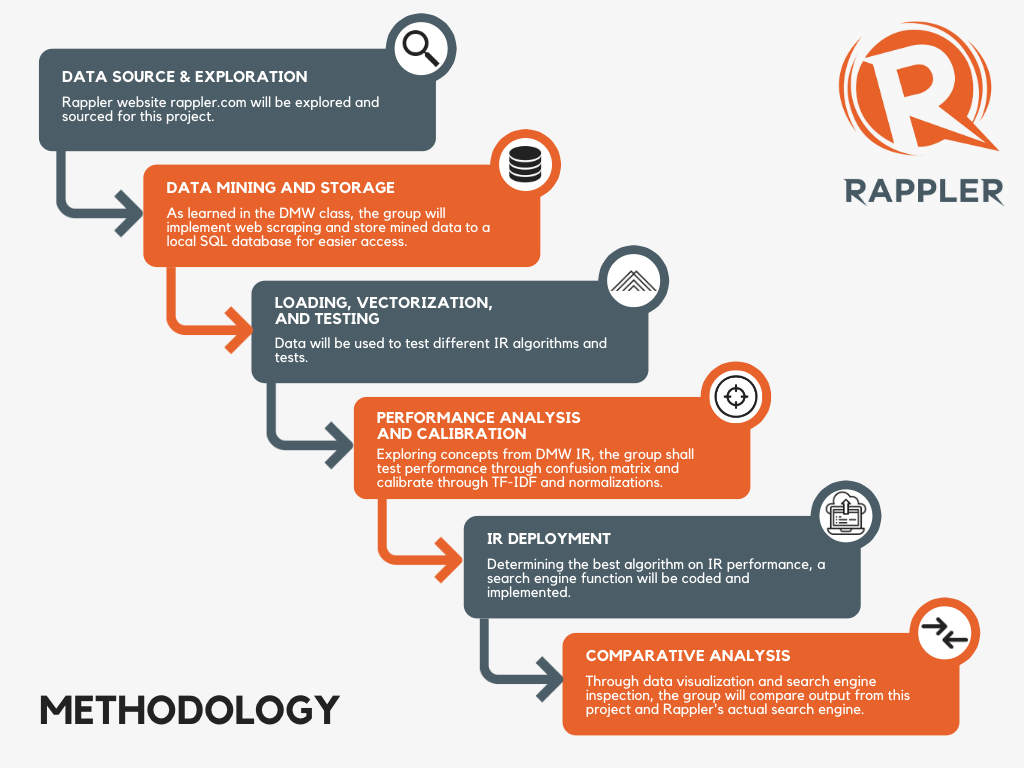 DATA SOURCE & EXPLORATION
Rappler website rappler.com will be explored and
sourced for this project.
RAPPLER
DATA MINING AND STORAGE
As learned in the DMW class, the group will
implement web scraping and store mined data to a
local SQL database for easier access.
LOADING, VECTORIZATION,
AND TESTING
Data will be used to test different IR algorithms and
tests.
PERFORMANCE ANALYSIS
AND CALIBRATION
Exploring concepts from DMW IR, the group shall
test performance through confusion matrix and
calibrate through TF-IDF and normalizations.
IR DEPLOYMENT
Determining the best algorithm on IR performance, a
search engine function will be coded and
implemented.
COMPARATIVE ANALYSIS
Through data visualization and search engine
inspection, the group will compare output from this
project and Rappler's actual search engine.
METHODOLOGY